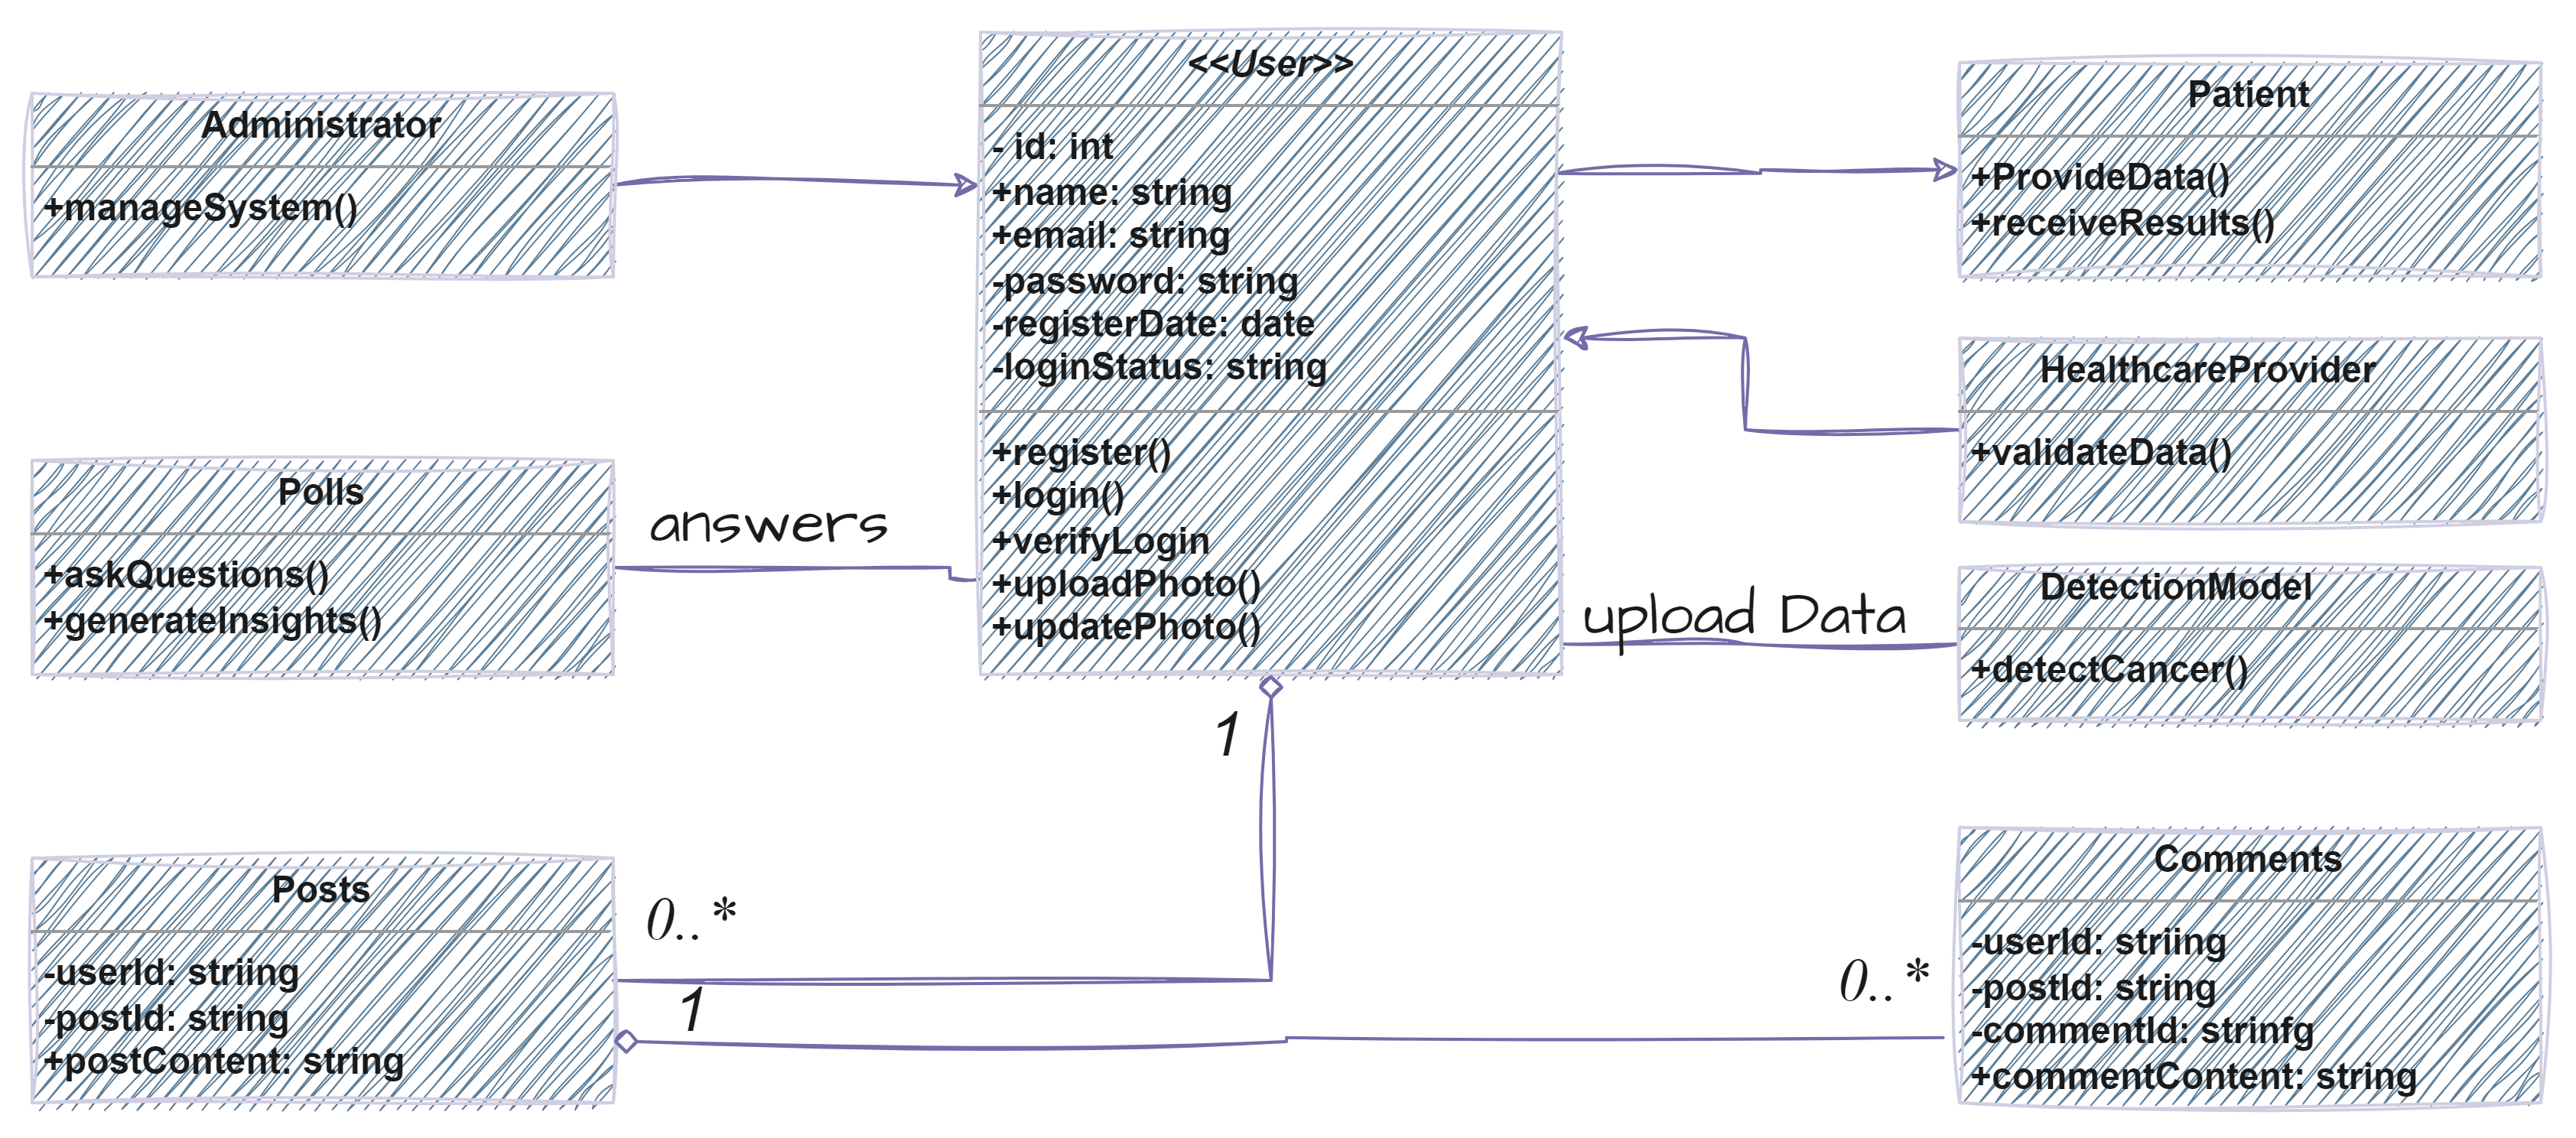 Administrator
+manageSystem()
<<User>>
- id: int
+name: string
+email: string
-password: string
-registerDate: date
-loginStatus: string
+register()
+login()
+verifyLogin
+uploadPhoto()
+updatePhoto()
Patient
+ProvideData()
+receiveResults()
HealthcareProvider
+validateData()
Polls
+askQuestions()
+generateInsights()
answers
upload Data
DetectionModel
+detectCancer()
1
Posts
-userId: striing
-postId: string
+postContent: string
0..*
1
0..*
Comments
-userId: striing
-postId: string
-commentId: strinfg
+commentContent: string